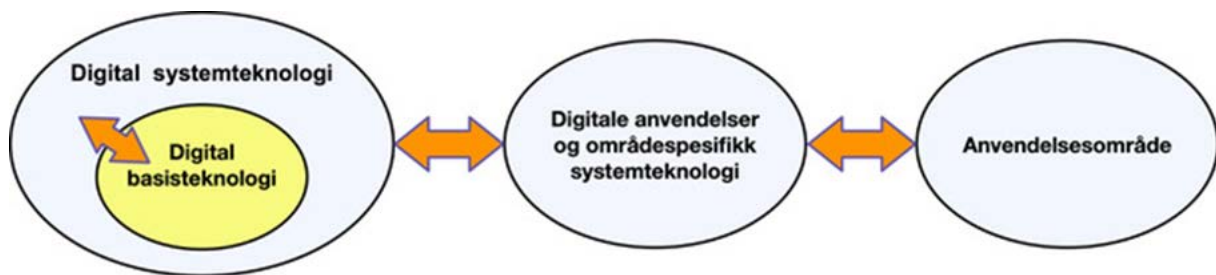 Digital systemteknologi
Digital
basisteknologi
Digitale anvendelser
og områdespesifikk
systemteknologi
Anvendelsesområde